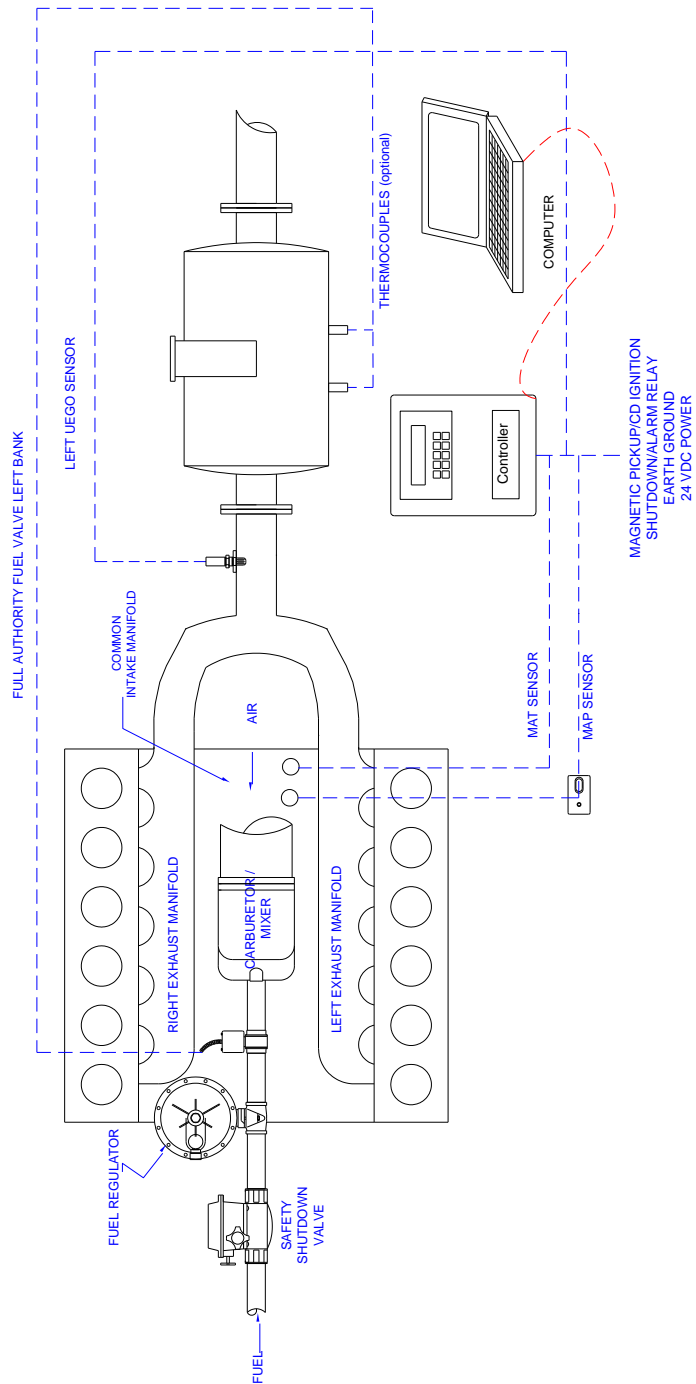 FULL AUTHORITY FUEL VALVE LEFT BANK
LEFT UEGO SENSOR
THERMOCOUPLES (optional)
COMMON
INTAKE MANIFOLD
AIR
RIGHT EXHAUST MANIFOLD
CARBURETOR /
MIXER
LEFT EXHAUST MANIFOLD
FUEL REGULATOR
SAFETY
SHUTDOWN
VALVE
FUEL
COMPUTER
Controller
MAT SENSOR
MAP SENSOR
MAGNETIC PICKUP/CD IGNITION
SHUTDOWN/ALARM RELAY
EARTH GROUND
24 VDC POWER